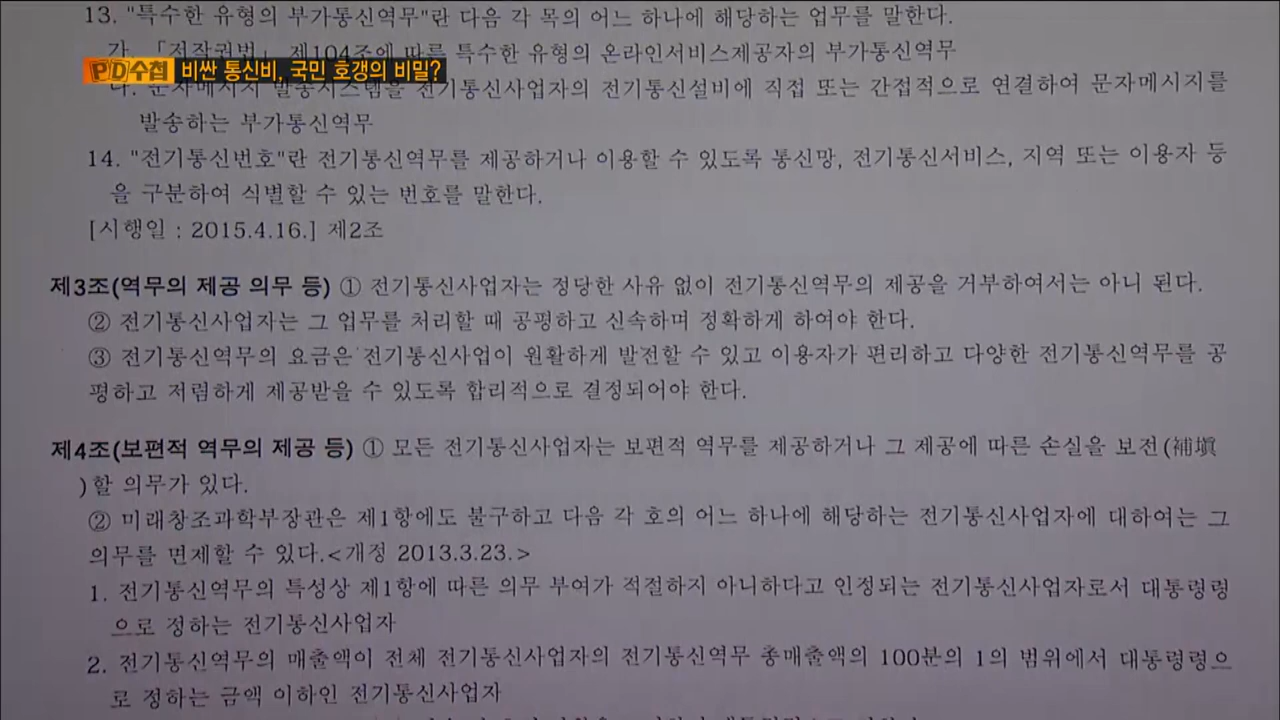 13. "특수한 유형의 부가통신역무"란 다음 각 목의 어느 하나에 해당하는 업무를 말한다.
가. 「저작권법」 제104조에 따른 특수한 유형의 온라인서비스제공자의 부가통신역무
PD수첩 비싼 통신비, 국민 호갱의 비밀?
나. 문자메시지 발송시스템을 전기통신사업자의 전기통신설비에 직접 또는 간접적으로 연결하여 문자메시지를
발송하는 부가통신역무
14. "전기통신번호"란 전기통신역무를 제공하거나 이용할 수 있도록 통신망, 전기통신서비스, 지역 또는 이용자 등
을 구분하여 식별할 수 있는 번호를 말한다.
[시행일 : 2015.4.16.] 제2조
제3조(역무의 제공 의무 등) ① 전기통신사업자는 정당한 사유 없이 전기통신역무의 제공을 거부하여서는 아니 된다.
② 전기통신사업자는 그 업무를 처리할 때 공평하고 신속하며 정확하게 하여야 한다.
③ 전기통신역무의 요금은 전기통신사업이 원활하게 발전할 수 있고 이용자가 편리하고 다양한 전기통신역무를 공
평하고 저렴하게 제공받을 수 있도록 합리적으로 결정되어야 한다.
제4조(보편적 역무의 제공 등) ① 모든 전기통신사업자는 보편적 역무를 제공하거나 그 제공에 따른 손실을 보전(補塡
)할 의무가 있다.
② 미래창조과학부장관은 제1항에도 불구하고 다음 각 호의 어느 하나에 해당하는 전기통신사업자에 대하여는 그
의무를 면제할 수 있다.<개정 2013.3.23.>
1. 전기통신역무의 특성상 제1항에 따른 의무 부여가 적절하지 아니하다고 인정되는 전기통신사업자로서 대통령령
으로 정하는 전기통신사업자
2. 전기통신역무의 매출액이 전체 전기통신사업자의 전기통신역무 총매출액의 100분의 1의 범위에서 대통령령으
로 정하는 금액 이하인 전기통신사업자